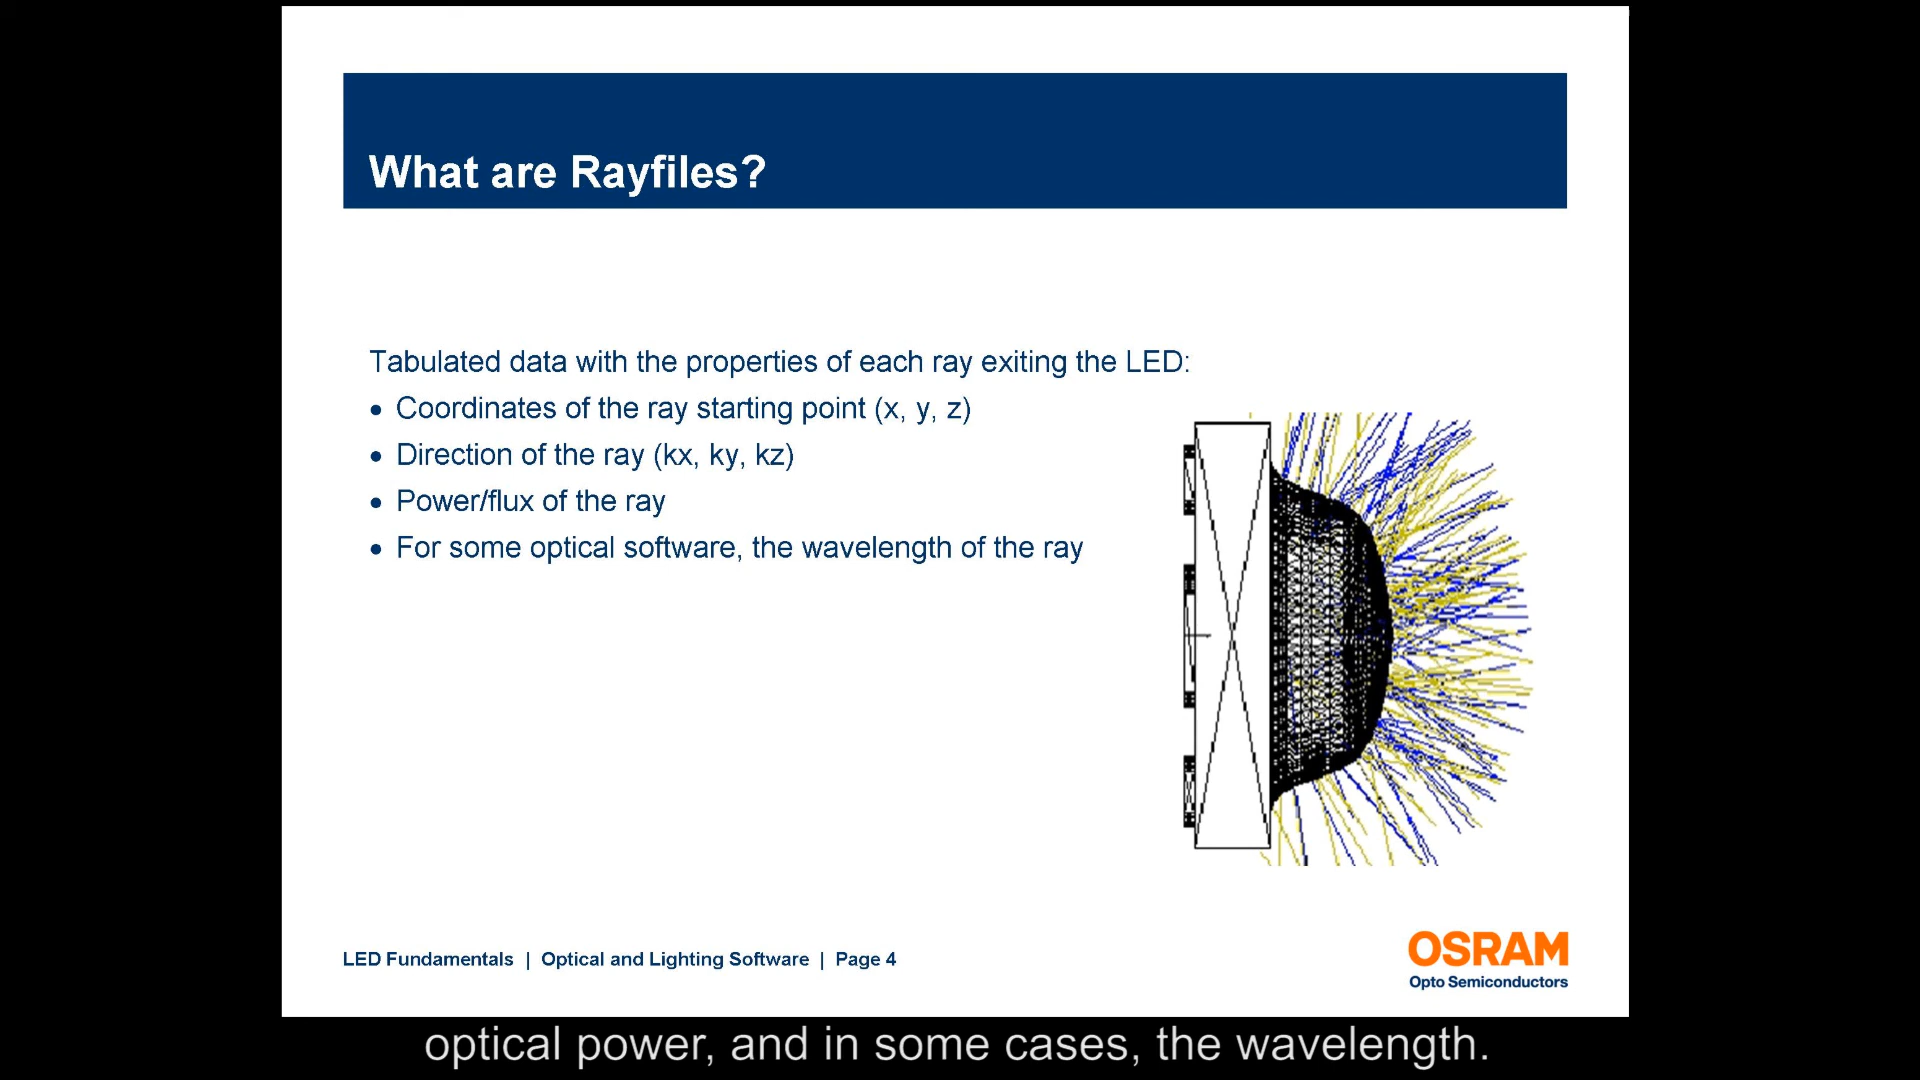 What are Rayfiles?
Tabulated data with the properties of each ray exiting the LED:
• Coordinates of the ray starting point (x, y, z)
• Direction of the ray (kx, ky, kz)
• Power/flux of the ray
• For some optical software, the wavelength of the ray
LED Fundamentals | Optical and Lighting Software | Page 4
OSRAM
Opto Semiconductors
optical power, and in some cases, the wavelength.